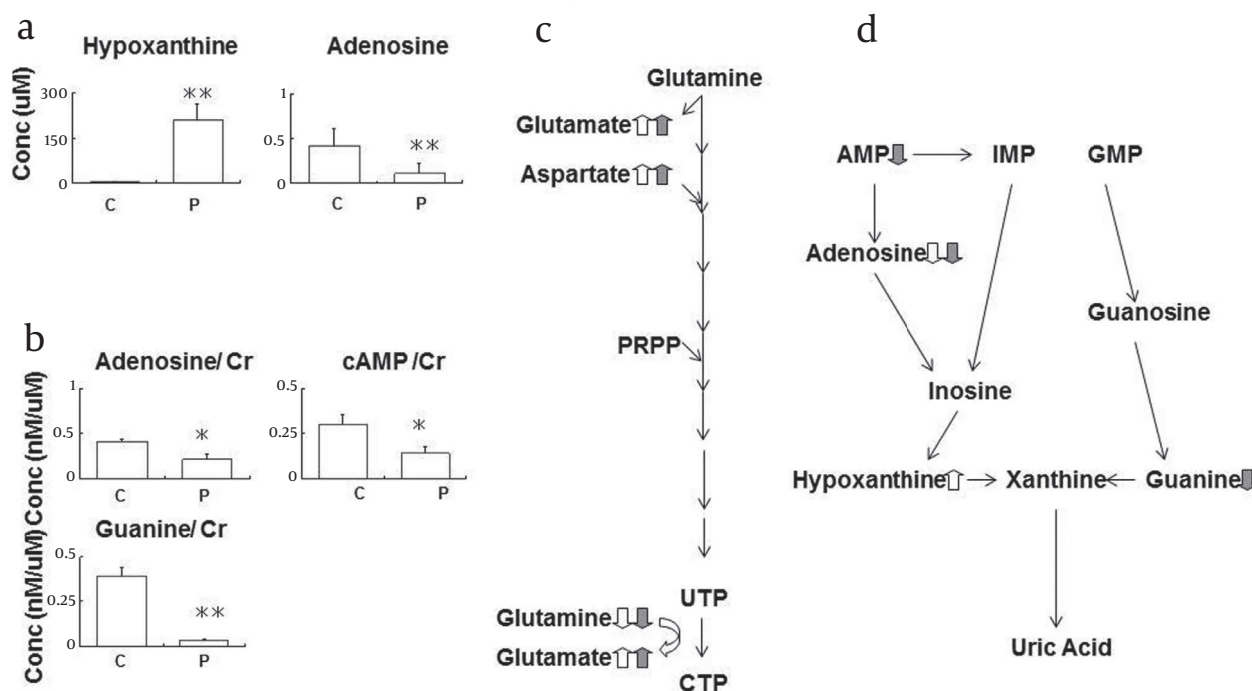 a
Hypoxanthine
Adenosine
Conc (uM)
300
150
0
C P
1
0.5
0
**
**
C P
b
Adenosine/ Cr
cAMP /Cr
Conc (nM/uM)
1
0.5
0
*
C P
0.5
0.25
0
*
C P
Guanine/ Cr
Conc (nM/uM)
0.5
0.25
0
**
C P
c
Glutamine
Glutamate
Aspartate
PRPP
UTP
Glutamine
Glutamate
CTP
d
AMP IMP GMP
Adenosine
Guanosine
Inosine
Hypoxanthine Xanthine Guanine
Uric Acid